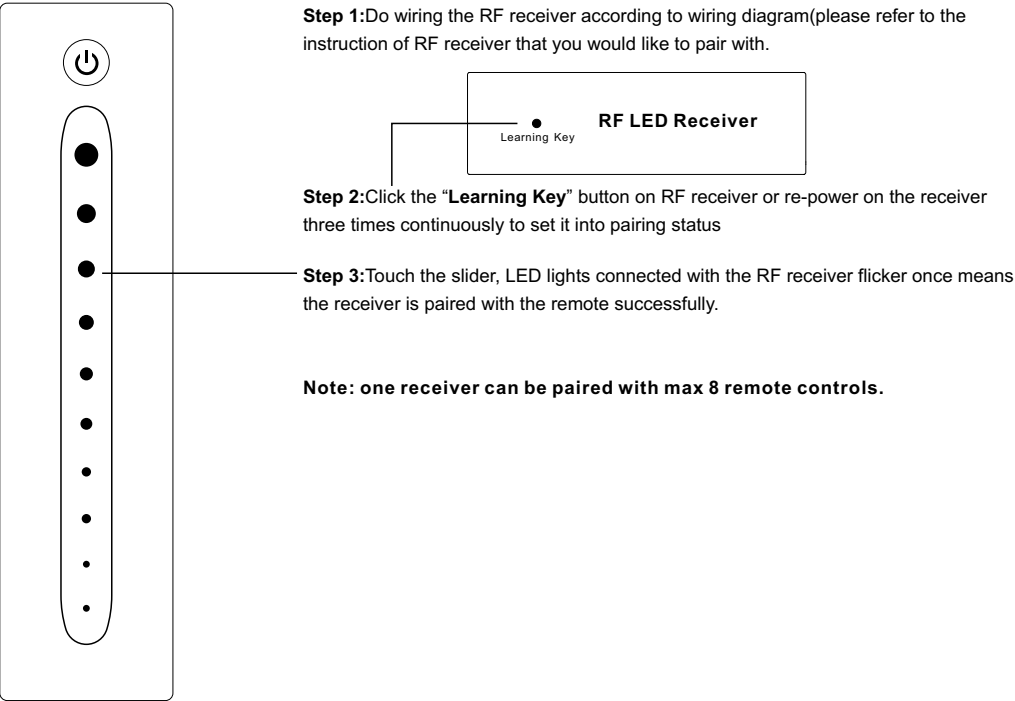 Step 1:Do wiring the RF receiver according to wiring diagram(please refer to the
instruction of RF receiver that you would like to pair with.
RF LED Receiver
Learning Key
Step 2:Click the “Learning Key” button on RF receiver or re-power on the receiver
three times continuously to set it into pairing status
Step 3:Touch the slider, LED lights connected with the RF receiver flicker once means
the receiver is paired with the remote successfully.
Note: one receiver can be paired with max 8 remote controls.